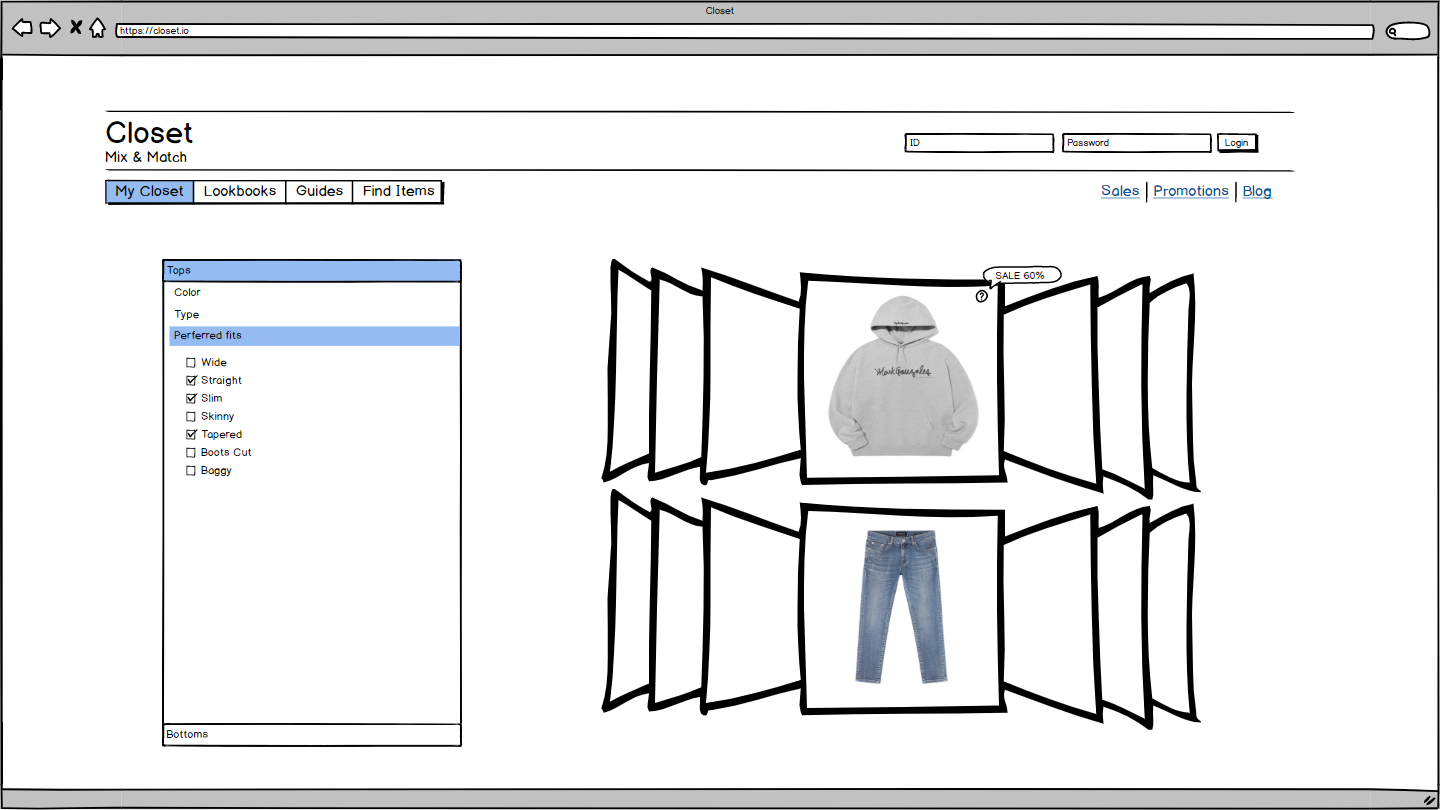 Closet
https://closet.io
Closet
Mix & Match
ID
Password
Login
My Closet
Lookbooks
Guides
Find Items
Sales
Promotions
Blog
Tops
Color
Type
Perferred fits
Wide
Straight
Slim
Skinny
Tapered
Boots Cut
Baggy
Bottoms
SALE 60%
?
Mark Gonzales